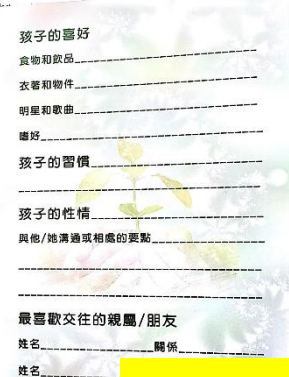 孩子的喜好
食物和飲品
衣著和物件
明星和歌曲
嗜好
孩子的習慣
孩子的性情
與他/她溝通或相處的要點
最喜歡交往的親屬/朋友
姓名 關係
姓名